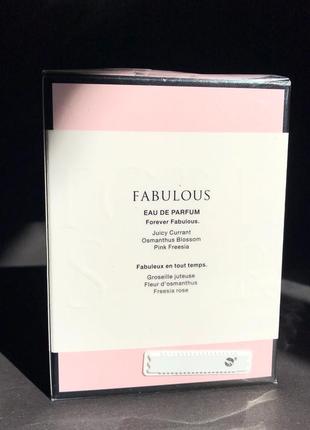 FABULOUS
EAU DE PARFUM
Forever Fabulous.
Juicy Currant
Osmanthus Blossom
Pink Freesia
Fabuleux en tout temps.
Groseille juteuse
Fleur d'osmanthus
Freesia rose